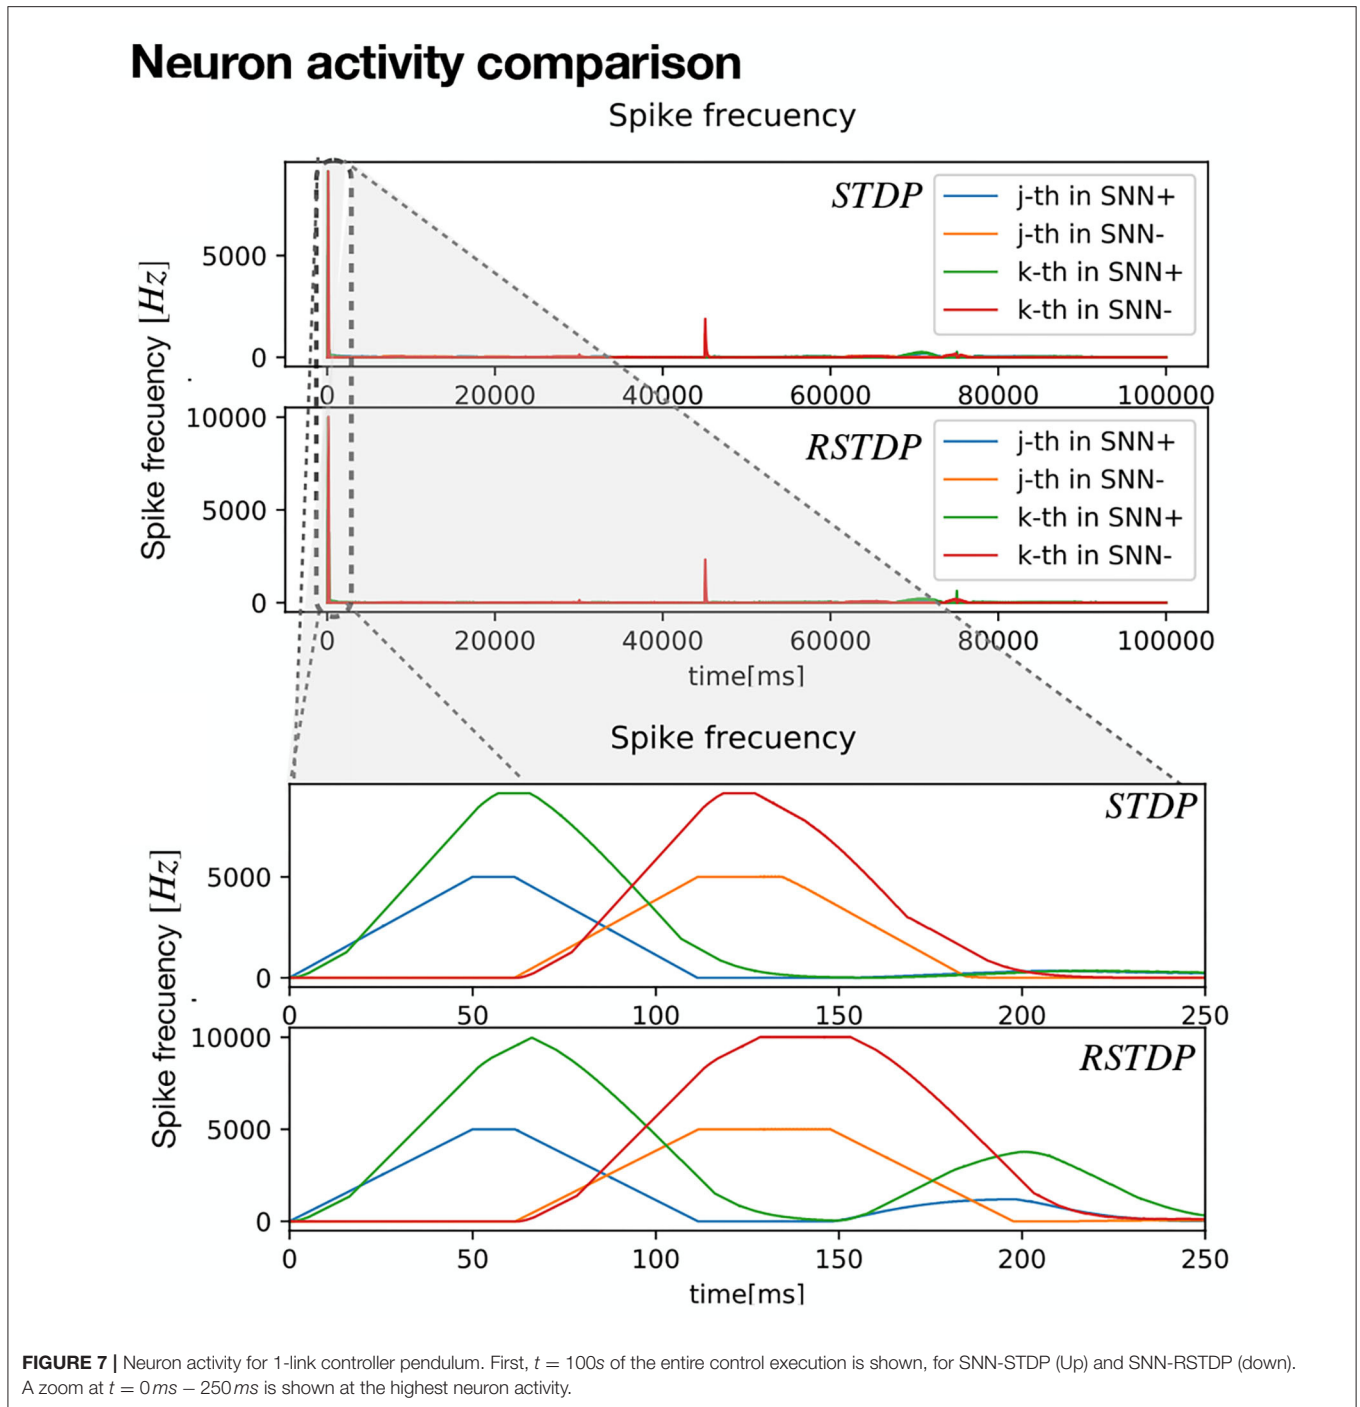 Neuron activity comparison
Spike frecuency
STDP
j-th in SNN+
j-th in SNN-
k-th in SNN+
k-th in SNN-
Spike frecuency [Hz]
5000
0
0 20000 40000 60000 80000 100000
RSTDP
j-th in SNN+
j-th in SNN-
k-th in SNN+
k-th in SNN-
10000
5000
0
0 20000 40000 60000 80000 100000
time[ms]
Spike frecuency
STDP
Spike frecuency [Hz]
5000
0
0 50 100 150 200 250
RSTDP
10000
5000
0
0 50 100 150 200 250
time[ms]
FIGURE 7 | Neuron activity for 1-link controller pendulum. First, t = 100s of the entire control execution is shown, for SNN-STDP (Up) and SNN-RSTDP (down).
A zoom at t = 0ms − 250ms is shown at the highest neuron activity.